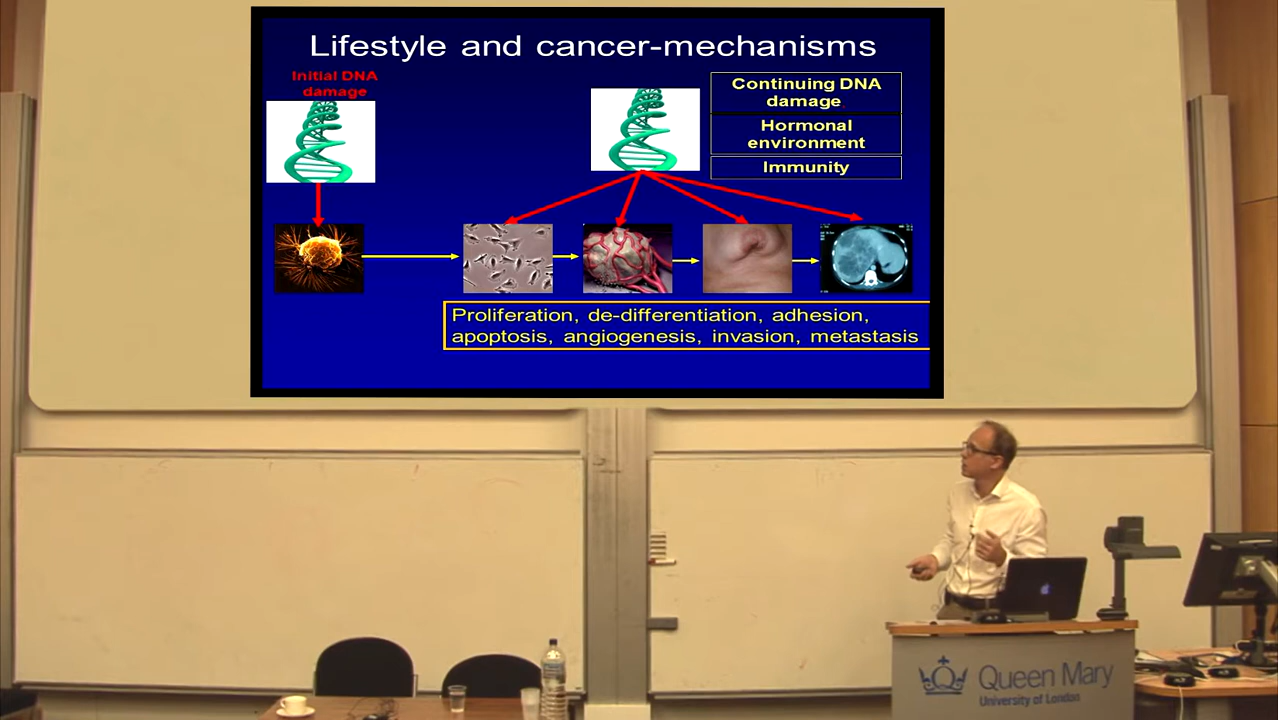 Lifestyle and cancer-mechanisms
Initial DNA
damage
Continuing DNA
damage
Hormonal
environment
Immunity
Proliferation, de-differentiation, adhesion,
apoptosis, angiogenesis, invasion, metastasis
Queen Mary
University of London